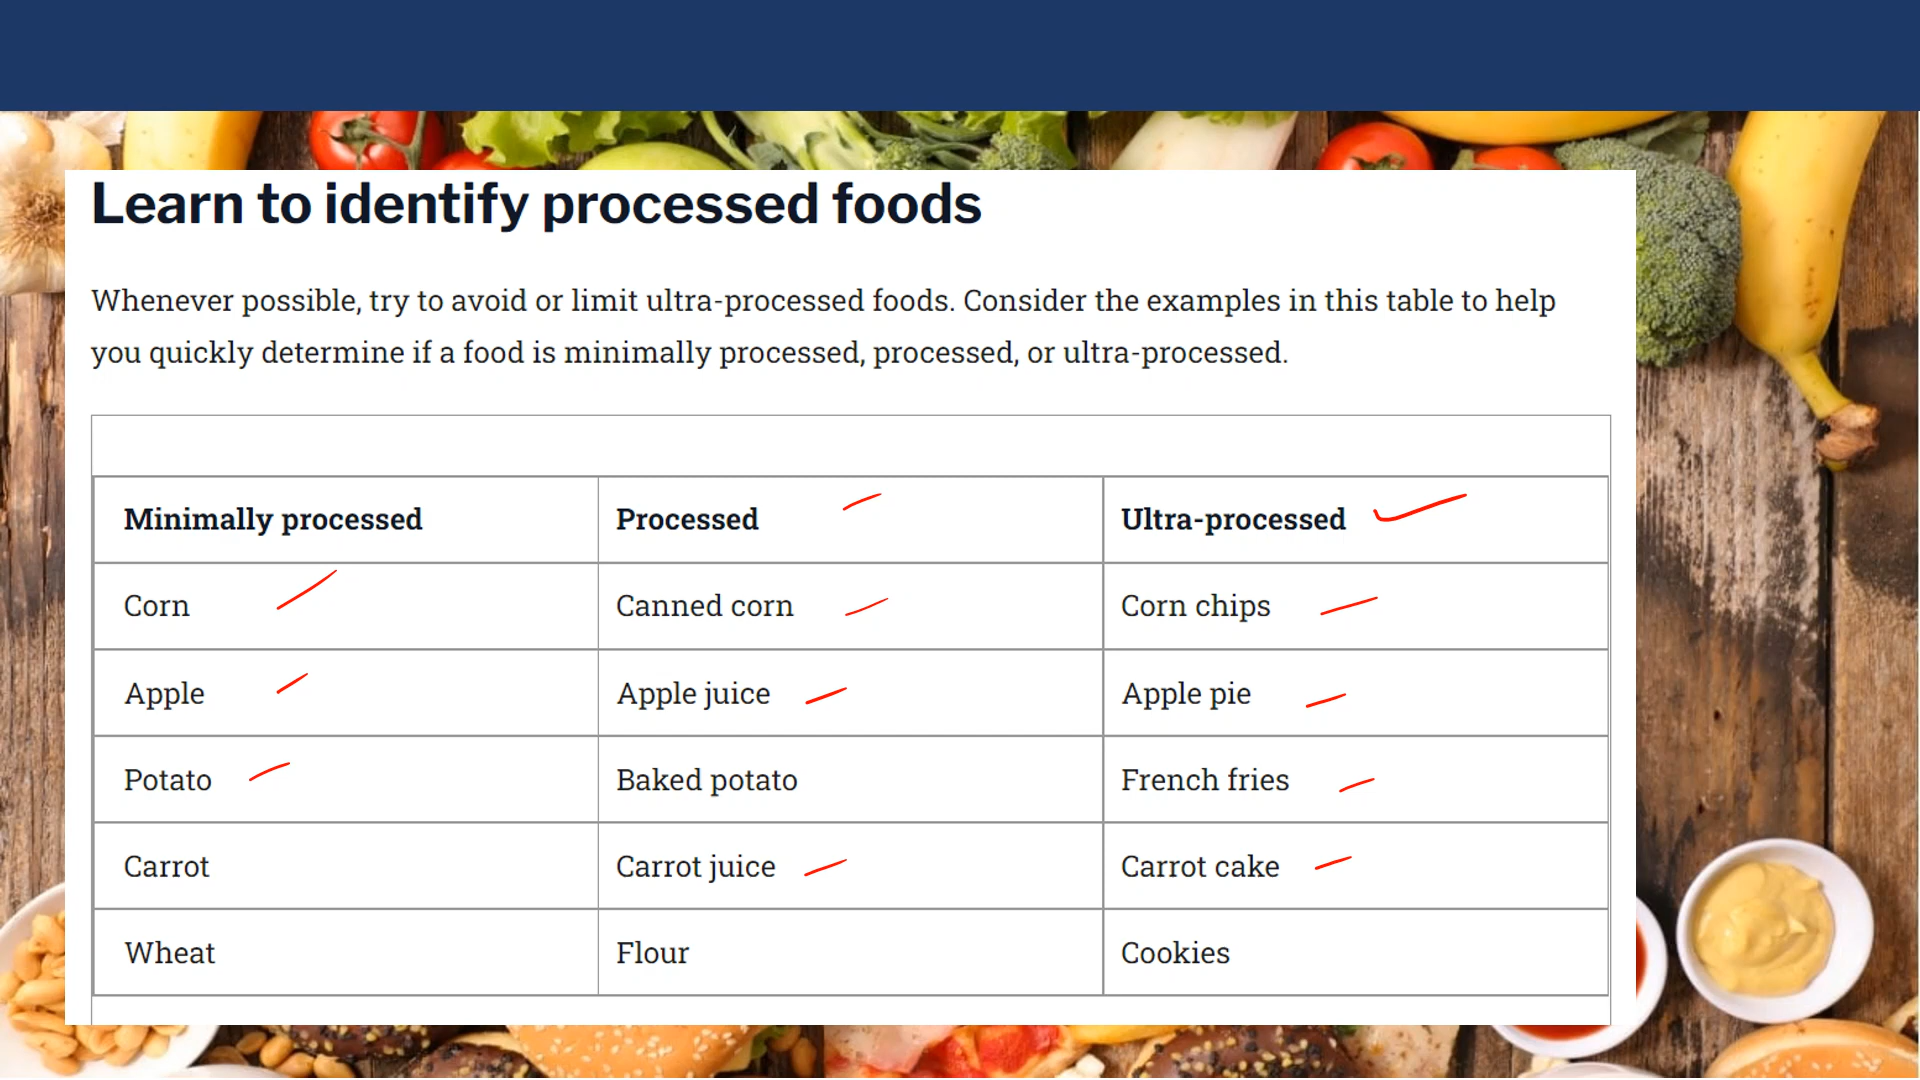 Learn to identify processed foods
Whenever possible, try to avoid or limit ultra-processed foods. Consider the examples in this table to help
you quickly determine if a food is minimally processed, processed, or ultra-processed.
Minimally processed Processed Ultra-processed
Corn Canned corn Corn chips
Apple Apple juice Apple pie
Potato Baked potato French fries
Carrot Carrot juice Carrot cake
Wheat Flour Cookies